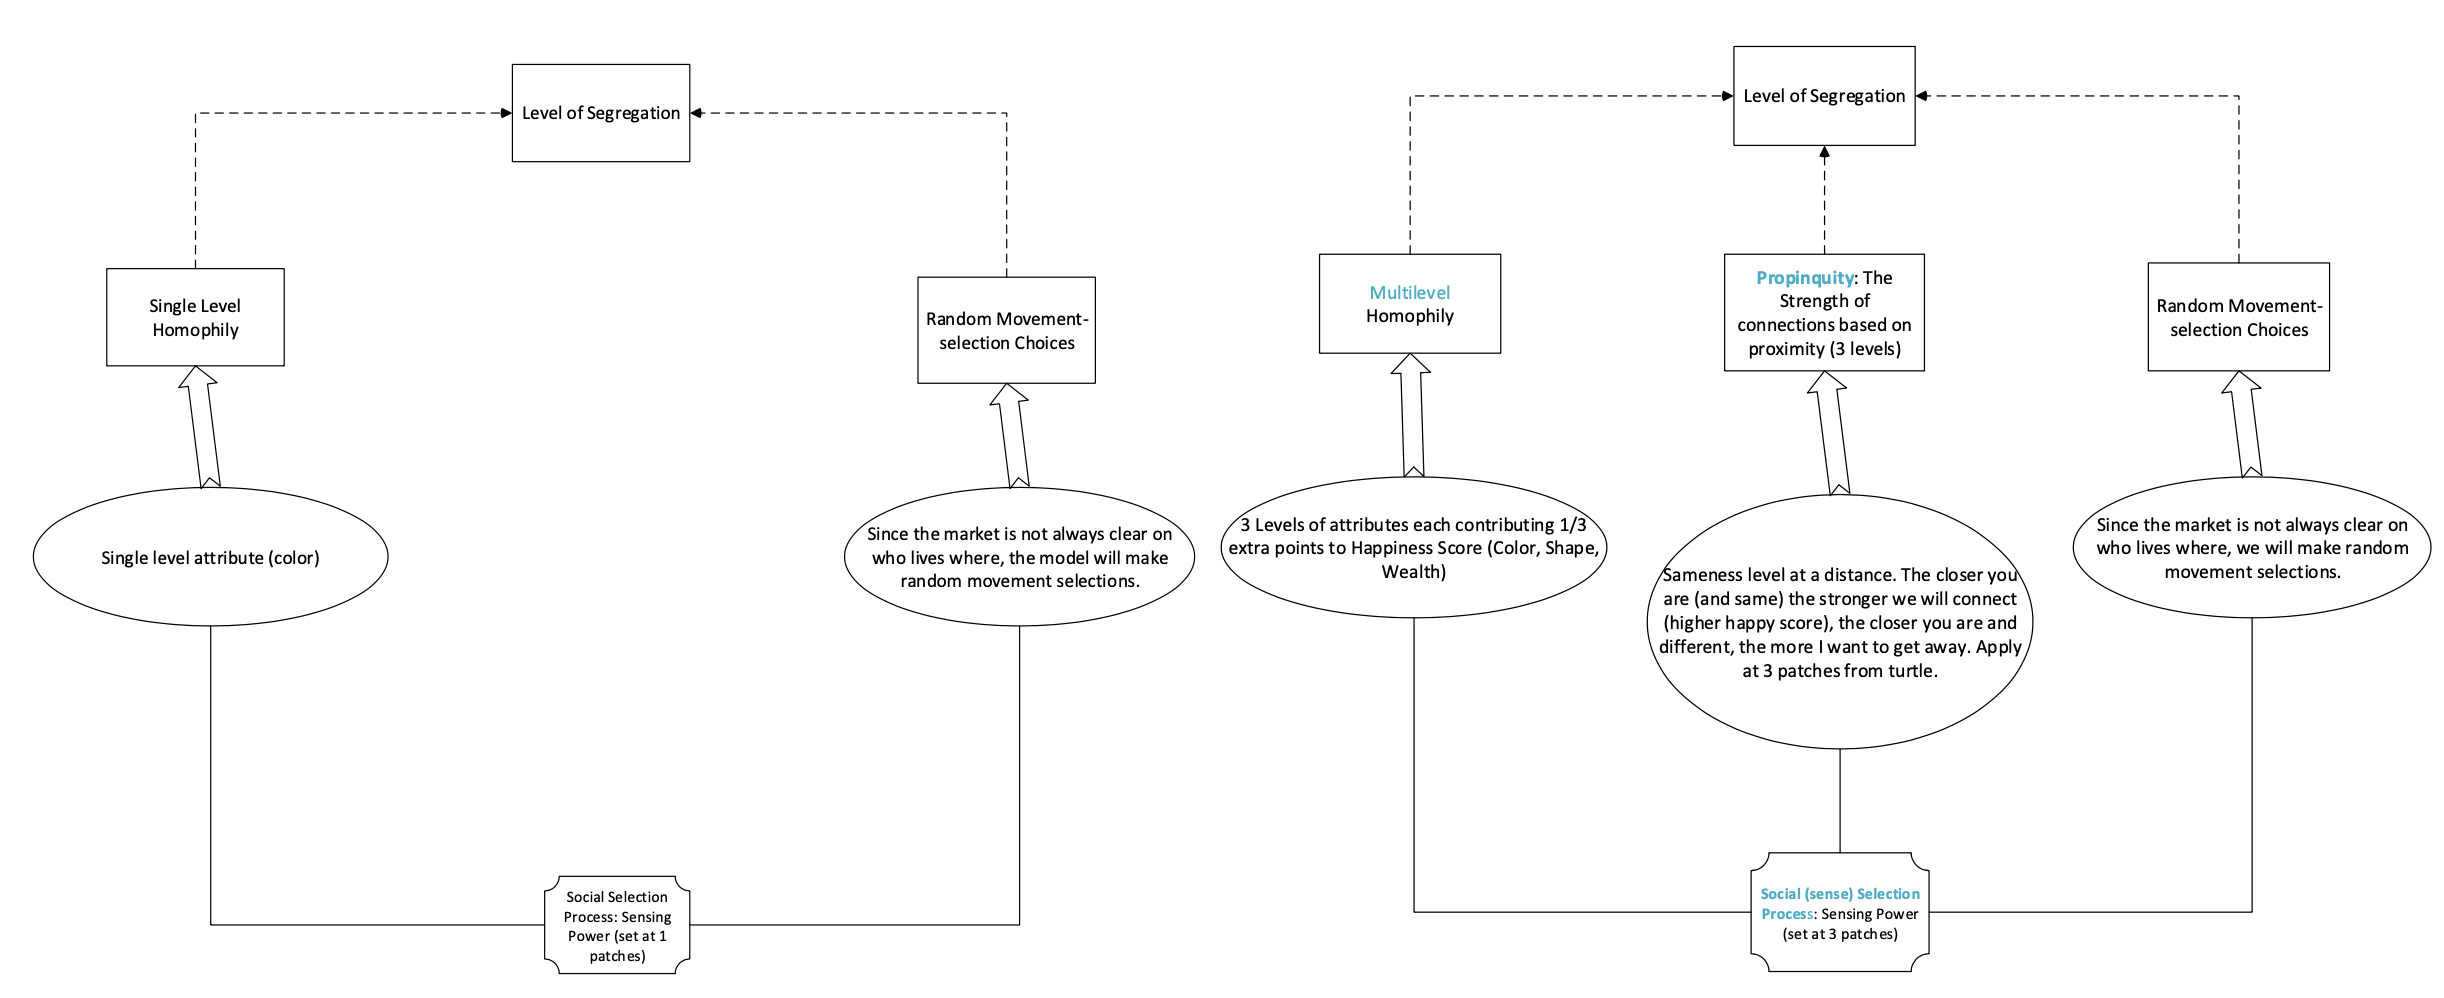 Level of Segregation
Single Level
Homophily
Random Movement-
selection Choices
Single level attribute (color)
Since the market is not always clear on
who lives where, the model will make
random movement selections.
Social Selection
Process: Sensing
Power (set at 1
patches)
Level of Segregation
Multilevel
Homophily
Propinquity: The
Strength of
connections based on
proximity (3 levels)
Random Movement-
selection Choices
3 Levels of attributes each contributing 1/3
extra points to Happiness Score (Color, Shape,
Wealth)
Sameness level at a distance. The closer you
are (and same) the stronger we will connect
(higher happy score), the closer you are and
different, the more I want to get away. Apply
at 3 patches from turtle.
Since the market is not always clear on
who lives where, we will make random
movement selections.
Social (sense) Selection
Process: Sensing Power
(set at 3 patches)